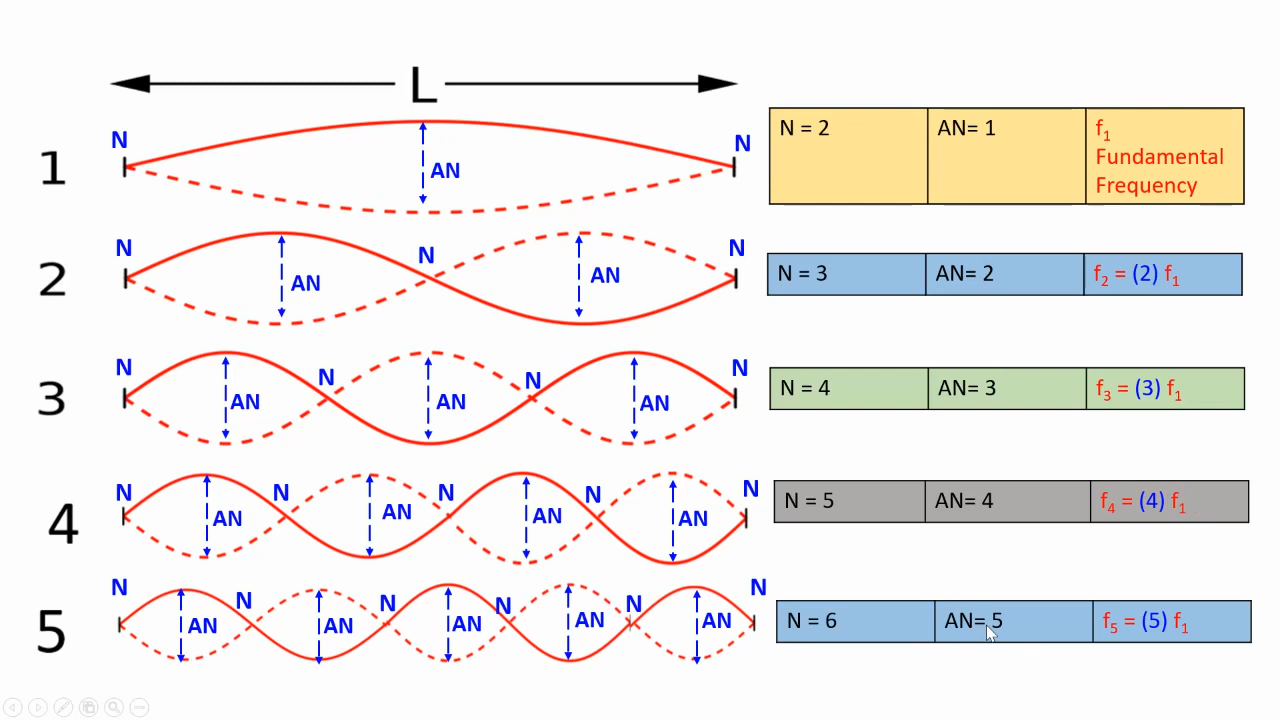 L
1
N
AN
N
N = 2
AN= 1
f₁
Fundamental
Frequency
2
N
AN
N
AN
N
N = 3
AN= 2
f₂ = (2) f₁
3
N
AN
N
AN
N
AN
N
N = 4
AN= 3
f₃ = (3) f₁
4
N
AN
N
AN
N
AN
N
AN
N
N = 5
AN= 4
f₄ = (4) f₁
5
N
AN
N
AN
N
AN
N
AN
N
AN
N
N = 6
AN= 5
f₅ = (5) f₁